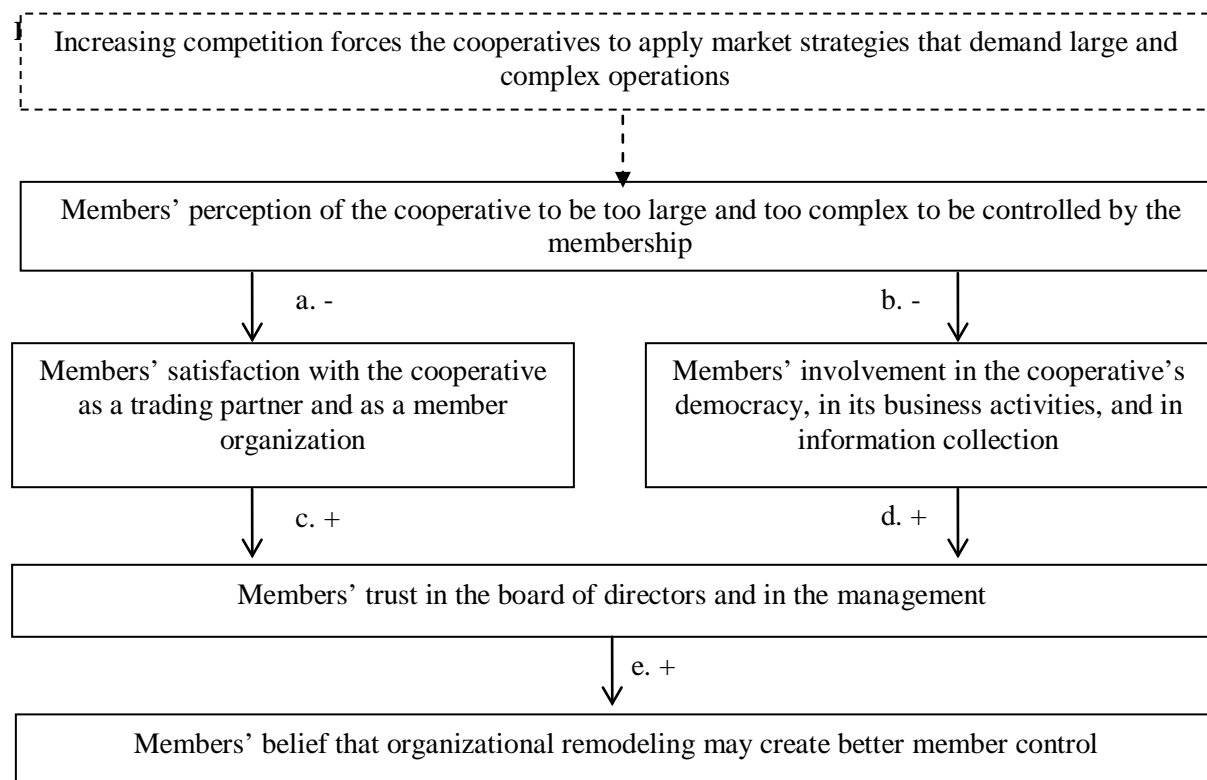 Increasing competition forces the cooperatives to apply market strategies that demand large and
complex operations
Members’ perception of the cooperative to be too large and too complex to be controlled by the
membership
a. -
b. -
Members’ satisfaction with the cooperative
as a trading partner and as a member
organization
Members’ involvement in the cooperative’s
democracy, in its business activities, and in
information collection
c. +
d. +
Members’ trust in the board of directors and in the management
e. +
Members’ belief that organizational remodeling may create better member control